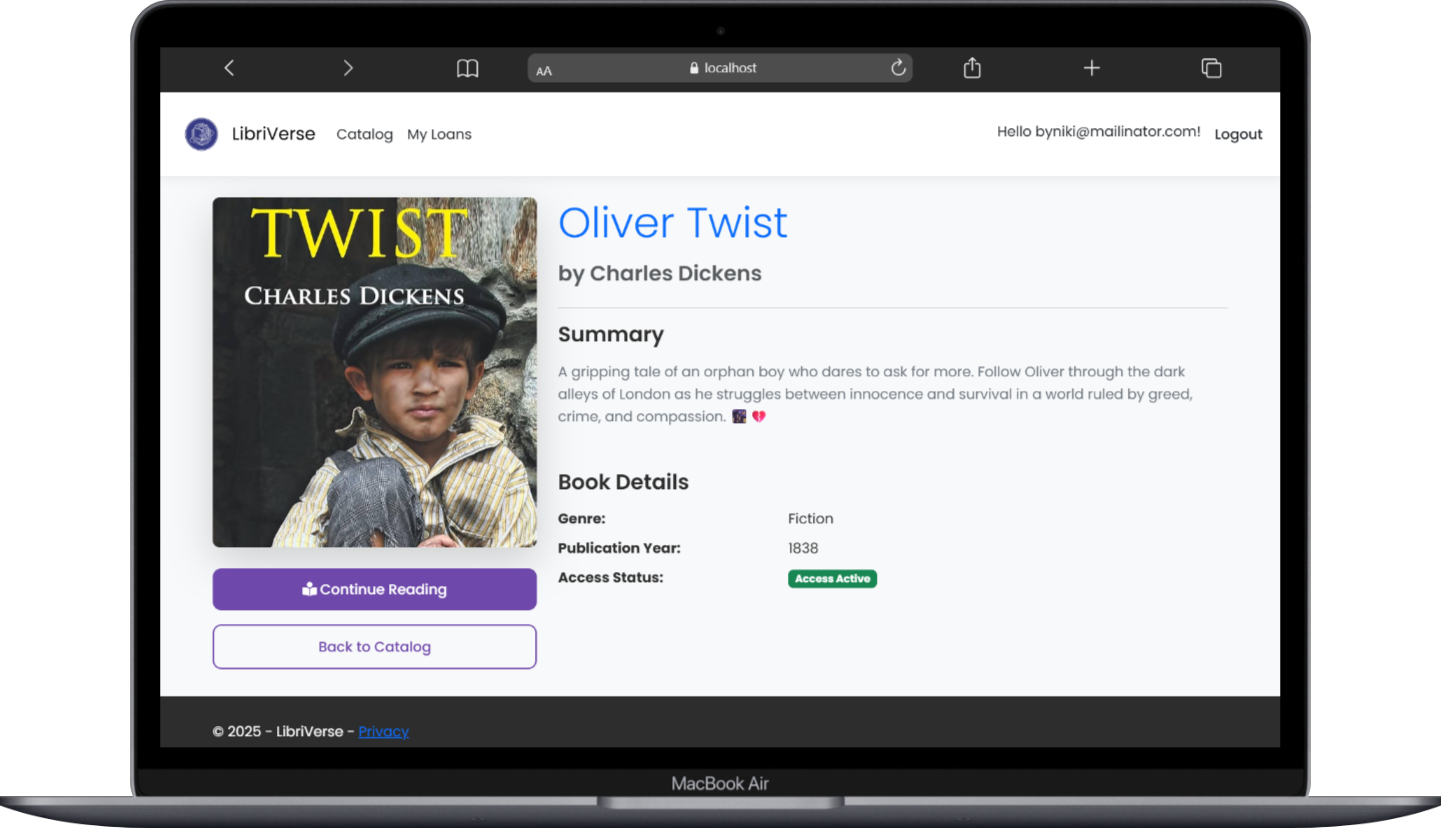 AA localhost
LibriVerse Catalog My Loans Hello byniki@mailinator.com! Logout
TWIST
CHARLES DICKENS
Oliver Twist
by Charles Dickens
Summary
A gripping tale of an orphan boy who dares to ask for more. Follow Oliver through the dark
alleys of London as he struggles between innocence and survival in a world ruled by greed,
crime, and compassion. 🌃 💔
Book Details
Genre: Fiction
Publication Year: 1838
Access Status: Access Active
Continue Reading
Back to Catalog
© 2025 - LibriVerse - Privacy
MacBook Air